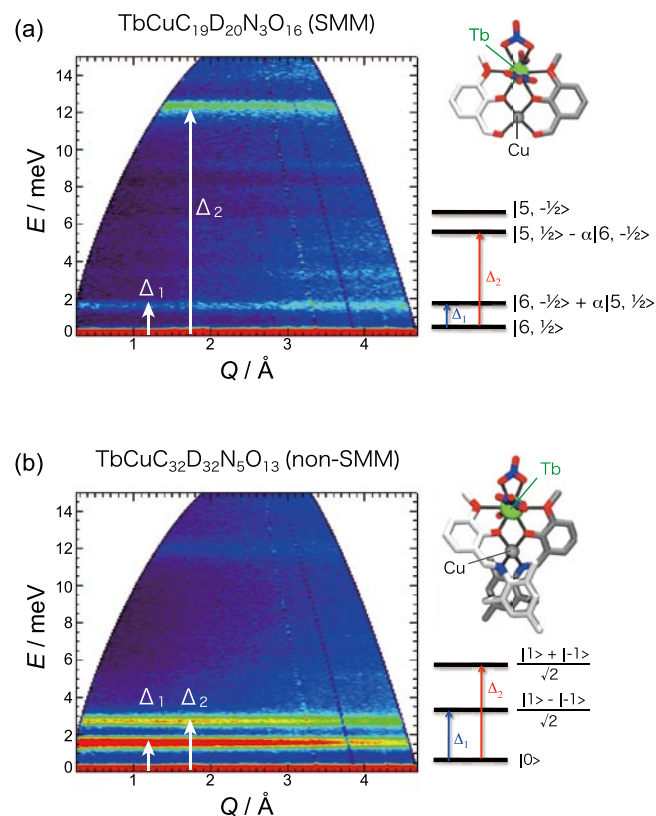 (a)
TbCuC₁₉D₂₀N₃O₁₆ (SMM)
E / meV
14
12
10
8
6
4
2
0
Δ₂
Δ₁
1
2
3
4
Q / Å
Tb
Cu
|5, -½>
|5, ½> - α|6, -½>
Δ₂
|6, -½> + α|5, ½>
Δ₁
|6, ½>
(b)
TbCuC₃₂D₃₂N₅O₁₃ (non-SMM)
E / meV
14
12
10
8
6
4
2
0
Δ₁
Δ₂
1
2
3
4
Q / Å
Tb
Cu
|1> + |-1>
√2
Δ₂
|1> - |-1>
√2
Δ₁
|0>